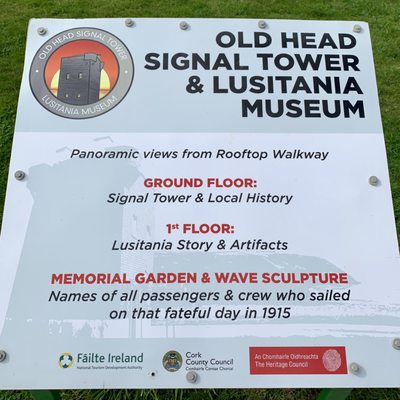 OLD HEAD SIGNAL TOWER
LUSITANIA MUSEUM
OLD HEAD
SIGNAL TOWER
& LUSITANIA
MUSEUM
Panoramic views from Rooftop Walkway
GROUND FLOOR:
Signal Tower & Local History
1st FLOOR:
Lusitania Story & Artifacts
MEMORIAL GARDEN & WAVE SCULPTURE
Names of all passengers & crew who sailed
on that fateful day in 1915
Fáilte Ireland
National Tourism Development Authority
Cork
County Council
Comhairle Contae Chorcaí
An Chomhairle Oidhreachta
The Heritage Council